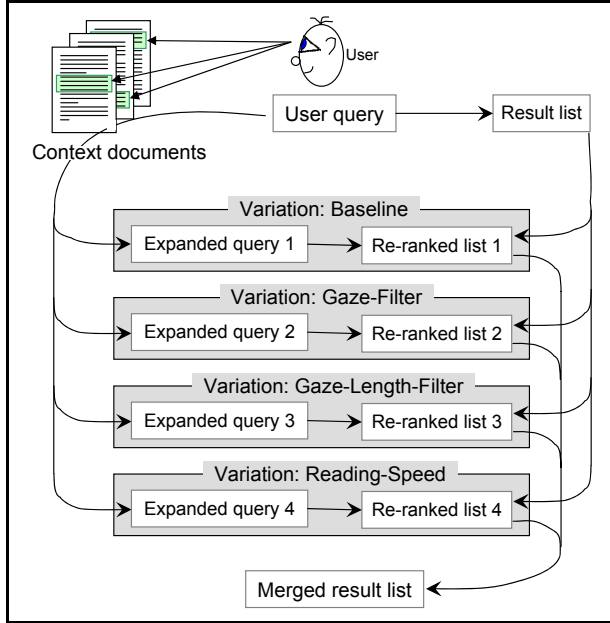 User
User query
Result list
Context documents
Variation: Baseline
Expanded query 1
Re-ranked list 1
Variation: Gaze-Filter
Expanded query 2
Re-ranked list 2
Variation: Gaze-Length-Filter
Expanded query 3
Re-ranked list 3
Variation: Reading-Speed
Expanded query 4
Re-ranked list 4
Merged result list